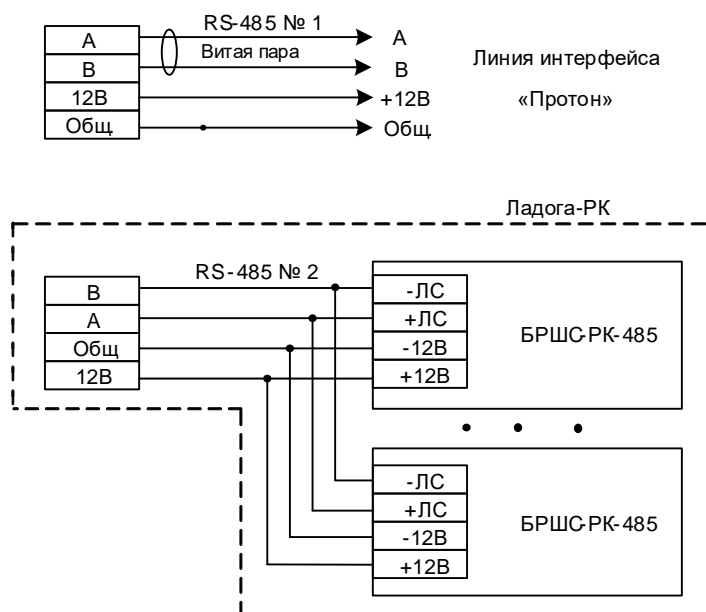 RS-485 № 1
А
В
12В
Общ.
Витая пара
А
В
+12В
Общ.
Линия интерфейса
«Протон»
Ладога-РК
RS-485 № 2
В
А
Общ
12В
-ЛС
+ЛС
-12В
+12В
БРШС-РК-485
-ЛС
+ЛС
-12В
+12В
БРШС-РК-485